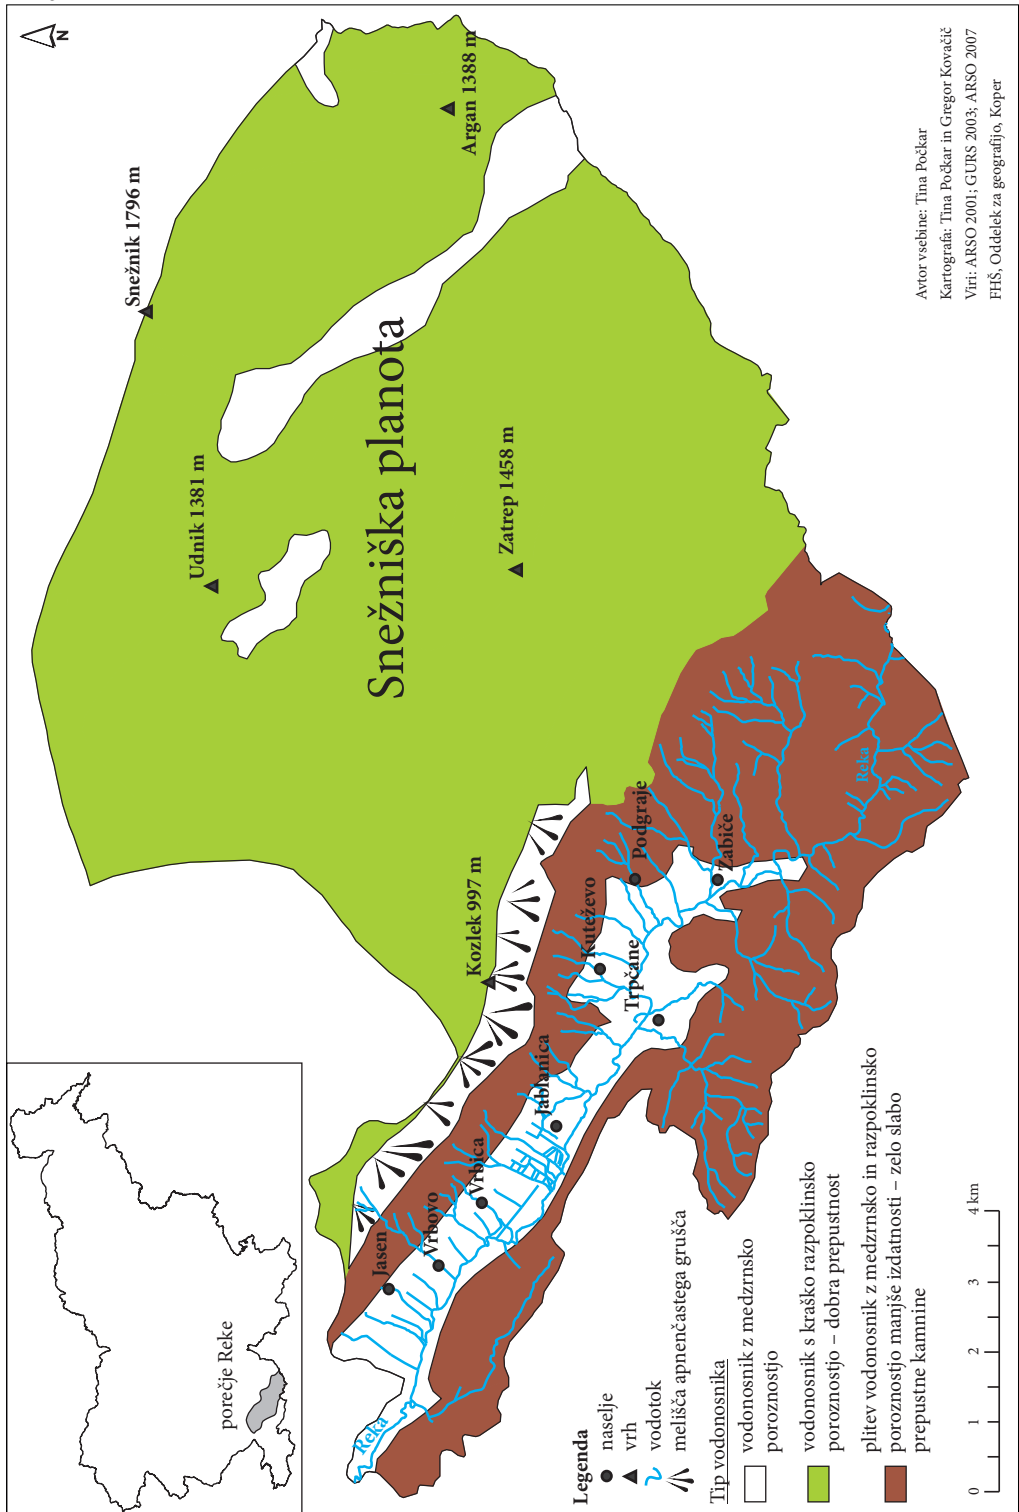 N
porečje Reke
Snežnik 1796 m
Argan 1388 m
Udnik 1381 m
Snežniška planota
Zatrep 1458 m
Kozlek 997 m
Jasen
Vrbovo
Vrbica
Jablanica
Trpčane
Kuteževo
Podgraje
Zabiče
Reka
Reka
Legenda
naselje
vrh
vodotok
melišča apnenčastega grušča
Tip vodonosnika
vodonosnik z medzrnsko
poroznostjo
vodonosnik s kraško razpoklinsko
poroznostjo – dobra prepustnost
plitev vodonosnik z medzrnsko in razpoklinsko
poroznostjo manjše izdatnosti – zelo slabo
prepustne kamnine
0 1 2 3 4 km
Avtor vsebine: Tina Počkar
Kartografa: Tina Počkar in Gregor Kovačič
Viri: ARSO 2001; GURS 2003; ARSO 2007
FHŠ, Oddelek za geografijo, Koper